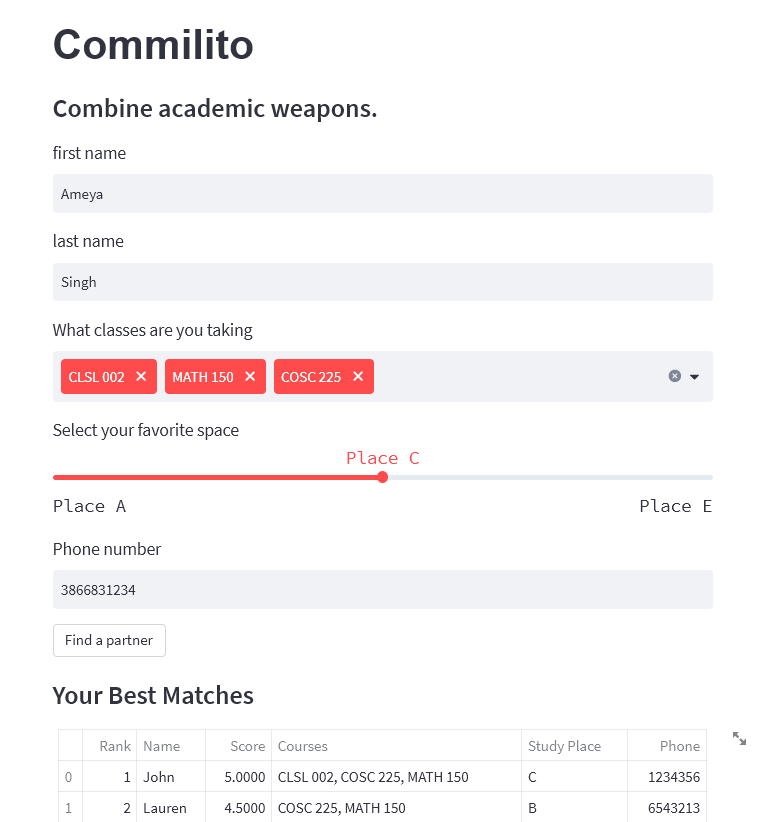 Commilito
Combine academic weapons.
first name
Ameya
last name
Singh
What classes are you taking
CLSL 002 MATH 150 COSC 225
Select your favorite space
Place C
Place A Place E
Phone number
3866831234
Find a partner
Your Best Matches
Rank Name Score Courses Study Place Phone
0 1 John 5.0000 CLSL 002, COSC 225, MATH 150 C 1234356
1 2 Lauren 4.5000 COSC 225, MATH 150 B 6543213